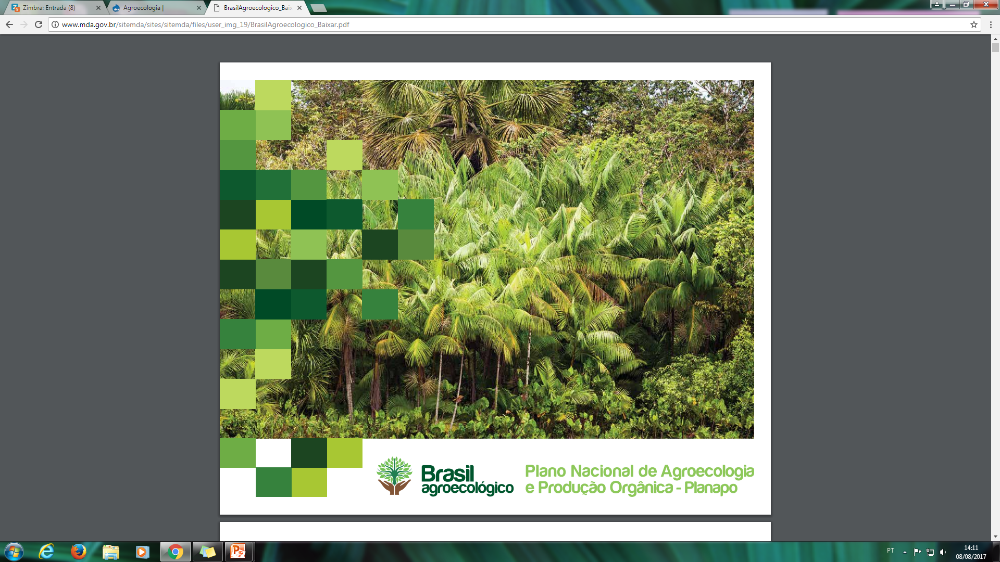 Zimbra: Entrada (8)
Agroecologia |
BrasilAgroecologico_Baix
www.mda.gov.br/sitemda/sites/sitemda/files/user_img_19/BrasilAgroecologico_Baixar.pdf
Brasil
agroecológico
Plano Nacional de Agroecologia
e Produção Orgânica - Planapo
PT
14:11
08/08/2017